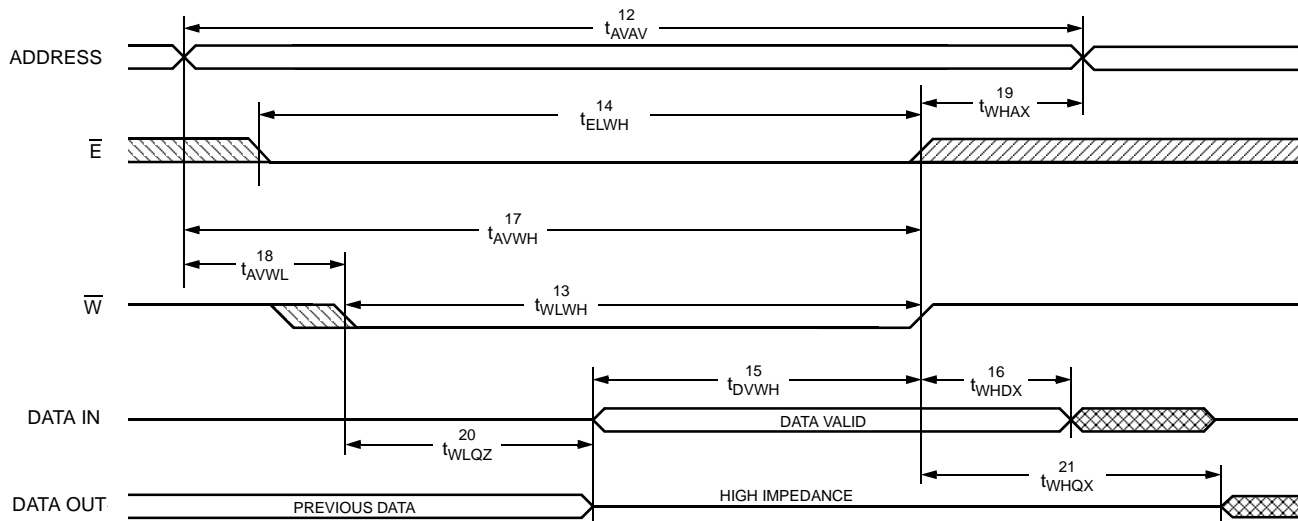 12
tAVAV
ADDRESS
14
tELWH
19
tWHAX
E
17
tAVWH
18
tAVWL
W
13
tWLWH
15
tDVWH
16
tWHDX
DATA IN
DATA VALID
20
tWLQZ
21
tWHQX
DATA OUT
PREVIOUS DATA
HIGH IMPEDANCE